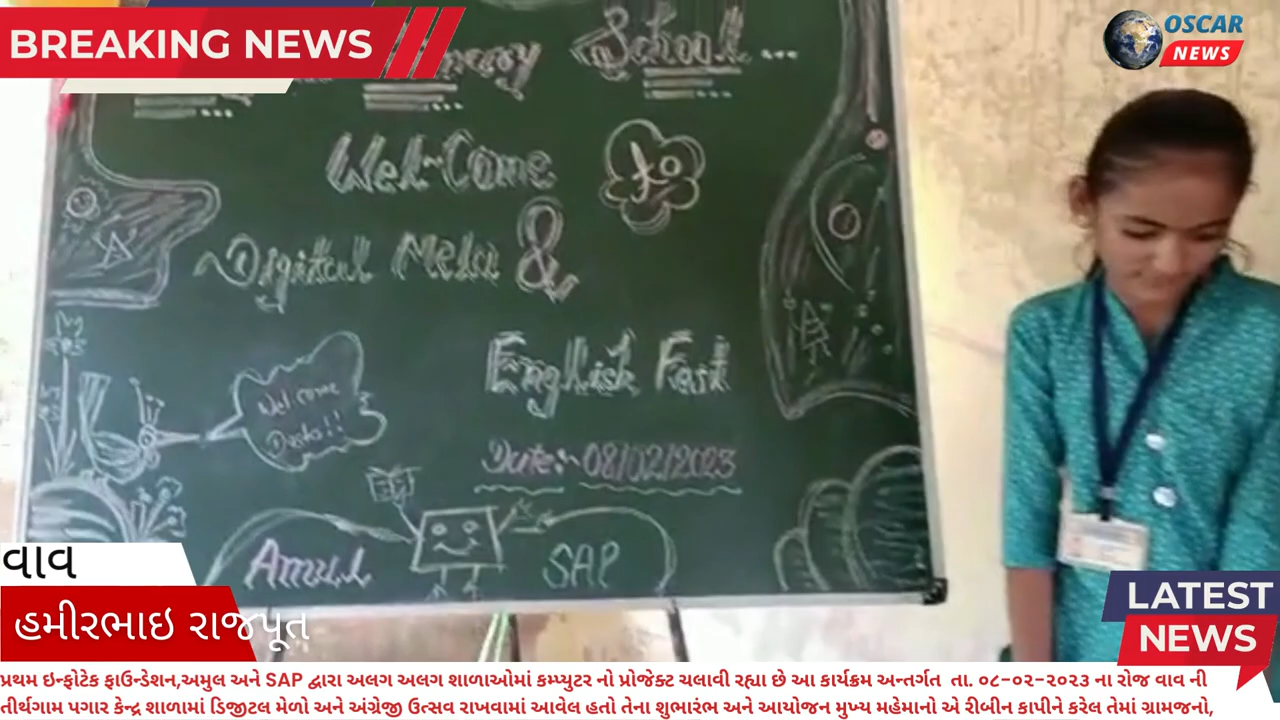 BREAKING NEWS
OSCAR
NEWS
School ...
Wel-Come to
Digital Mela &
English Fest
Welcome
Dosto!!
Date:- 08/02/2023
Amul
SAP
વાવ
હમીરભાઇ રાજપૂત
LATEST
NEWS
પ્રથમ ઇન્ફોટેક ફાઉન્ડેશન,અમુલ અને SAP દ્વારા અલગ અલગ શાળાઓમાં કમ્પ્યુટર નો પ્રોજેક્ટ ચલાવી રહ્યા છે આ કાર્યક્રમ અન્તર્ગત તા. ૦૮-૦૨-૨૦૨૩ ના રોજ વાવ ની
તીર્થગામ પગાર કેન્દ્ર શાળામાં ડિજીટલ મેળો અને અંગ્રેજી ઉત્સવ રાખવામાં આવેલ હતો તેના શુભારંભ અને આયોજન મુખ્ય મહેમાનો એ રીબીન કાપીને કરેલ તેમાં ગ્રામજનો,